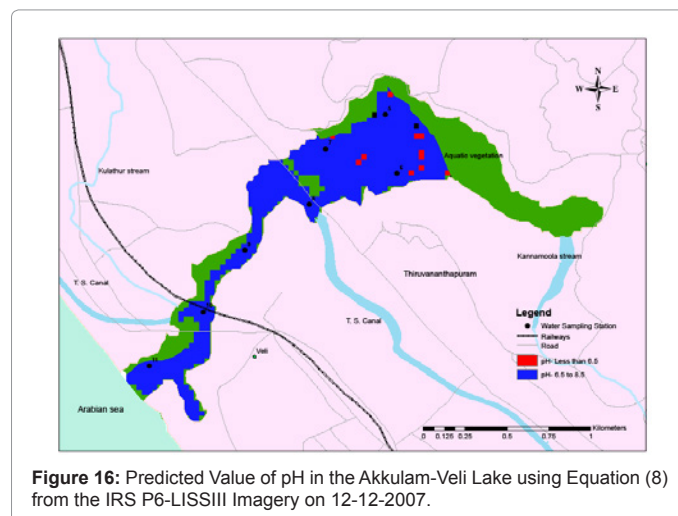 N
W E
S
Kulathur stream
Aquatic vegetation
Kannamoola stream
Thiruvananthapuram
T. S. Canal
T. S. Canal
Veli
Arabian sea
Legend
Water Sampling Station
Railways
Road
pH- Less than 6.5
pH- 6.5 to 8.5
Kilometers
0 0.125 0.25 0.5 0.75 1
Figure 16: Predicted Value of pH in the Akkulam-Veli Lake using Equation (8)
from the IRS P6-LISSIII Imagery on 12-12-2007.